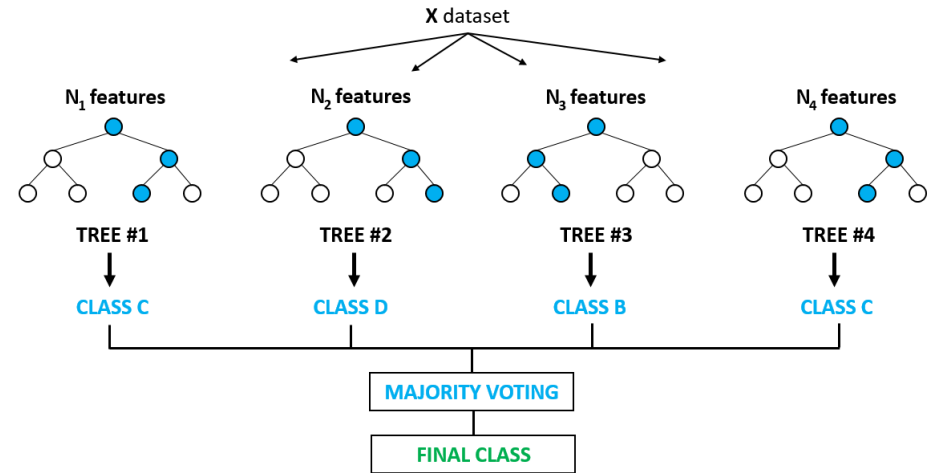 X dataset
N₁ features
N₂ features
N₃ features
N₄ features
TREE #1
TREE #2
TREE #3
TREE #4
CLASS C
CLASS D
CLASS B
CLASS C
MAJORITY VOTING
FINAL CLASS